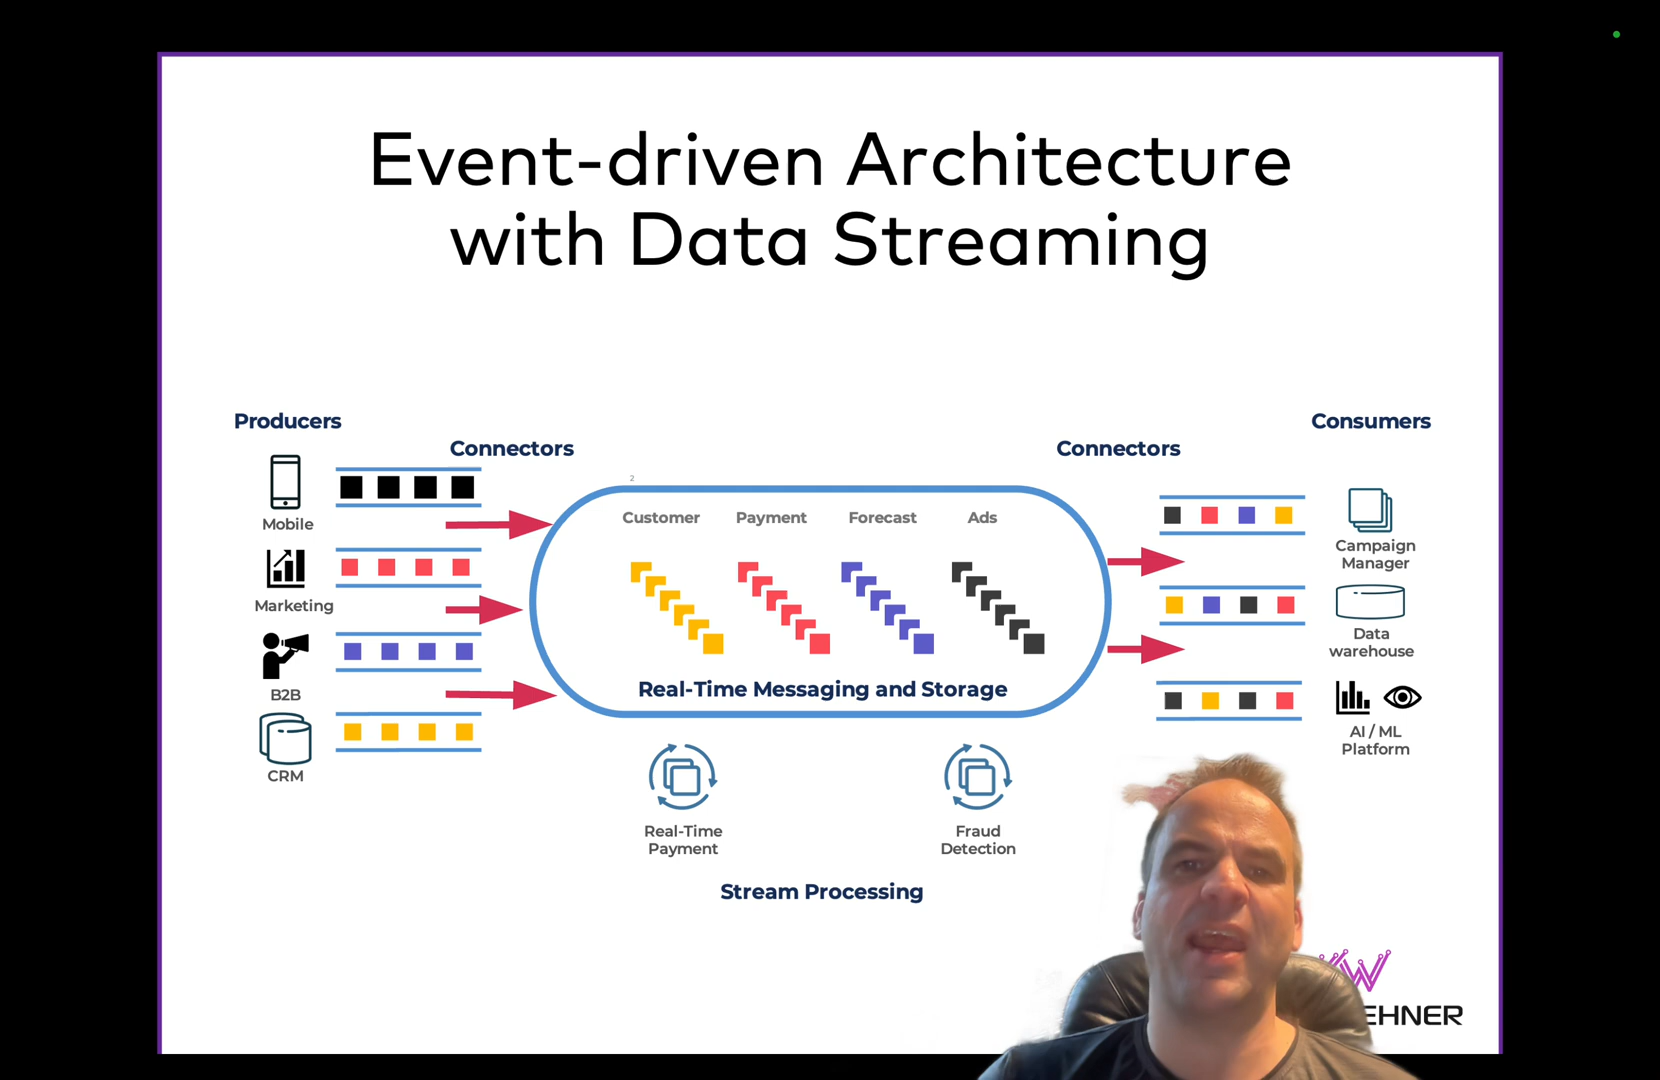 Event-driven Architecture
with Data Streaming
Producers
Consumers
Connectors
Connectors
2
Mobile
Marketing
B2B
CRM
Customer
Payment
Forecast
Ads
Real-Time Messaging and Storage
Campaign
Manager
Data
warehouse
AI / ML
Platform
Real-Time
Payment
Fraud
Detection
Stream Processing
EHNER